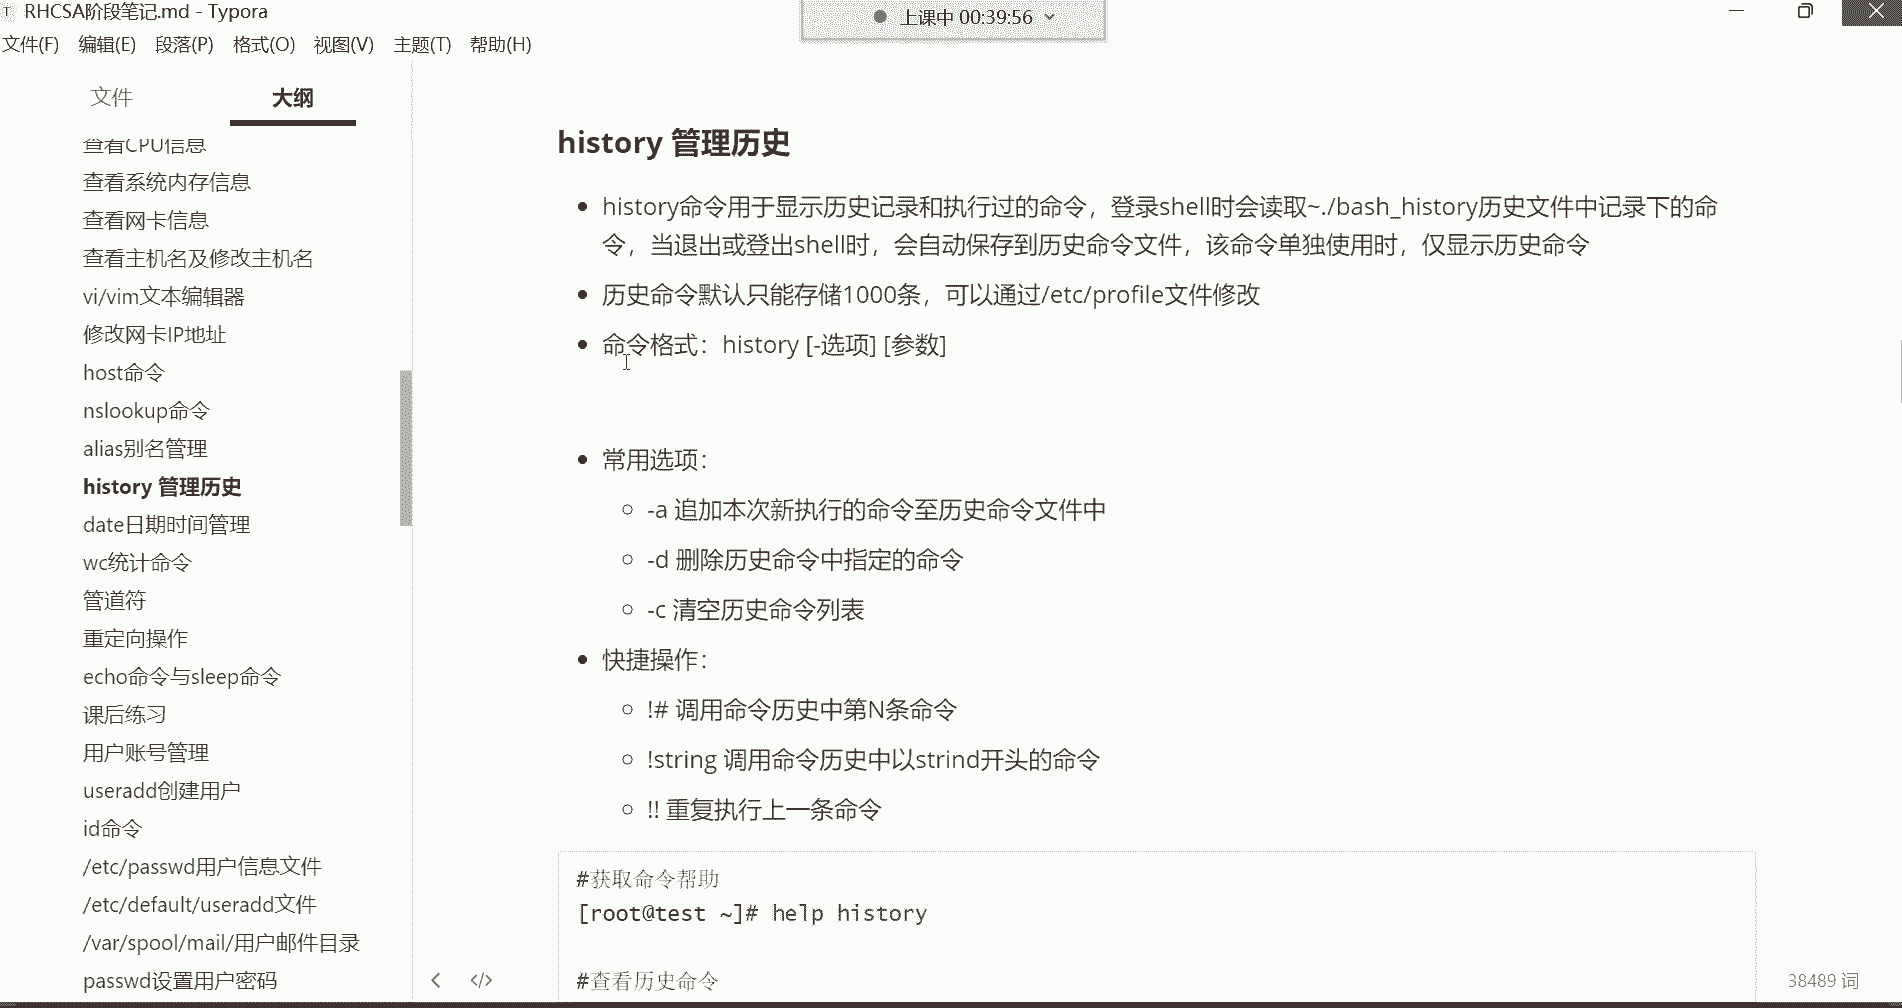 RHCSA阶段笔记.md - Typora
上课中 00:39:56
文件(F) 编辑(E) 段落(P) 格式(O) 视图(V) 主题(T) 帮助(H)
文件 大纲
查看CPU信息
查看系统内存信息
查看网卡信息
查看主机名及修改主机名
vi/vim文本编辑器
修改网卡IP地址
host命令
nslookup命令
alias别名管理
history 管理历史
date日期时间管理
wc统计命令
管道符
重定向操作
echo命令与sleep命令
课后练习
用户账号管理
useradd创建用户
id命令
/etc/passwd用户信息文件
/etc/default/useradd文件
/var/spool/mail/用户邮件目录
passwd设置用户密码
history 管理历史
history命令用于显示历史记录和执行过的命令，登录shell时会读取~./bash_history历史文件中记录下的命
令，当退出或登出shell时，会自动保存到历史命令文件，该命令单独使用时，仅显示历史命令
历史命令默认只能存储1000条，可以通过/etc/profile文件修改
命令格式：history [-选项] [参数]
常用选项：
-a 追加本次新执行的命令至历史命令文件中
-d 删除历史命令中指定的命令
-c 清空历史命令列表
快捷操作：
!# 调用命令历史中第N条命令
!string 调用命令历史中以strind开头的命令
!! 重复执行上一条命令
#获取命令帮助
[root@test ~]# help history
#查看历史命令
38489 词